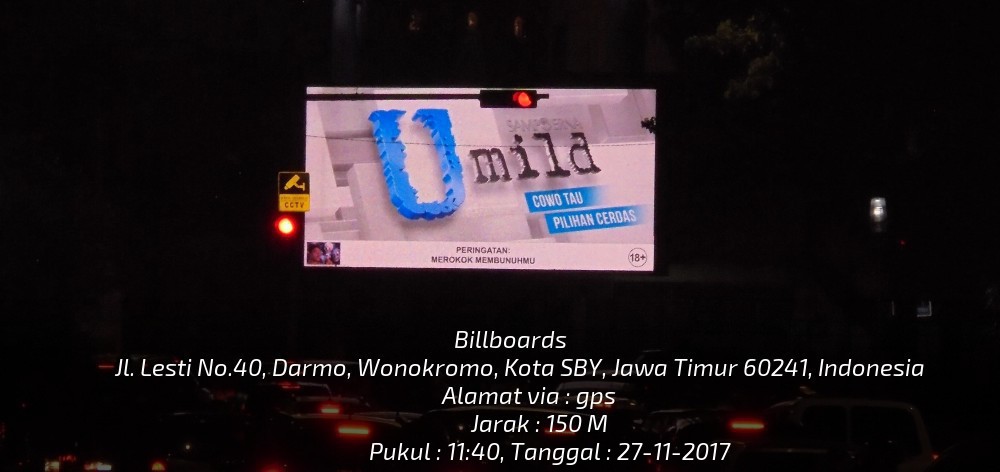 SAMPOERNA
U mild
COWO TAU
PILIHAN CERDAS
CCTV
PERINGATAN:
MEROKOK MEMBUNUHMU
18+
Billboards
Jl. Lesti No.40, Darmo, Wonokromo, Kota SBY, Jawa Timur 60241, Indonesia
Alamat via : gps
Jarak : 150 M
Pukul : 11:40, Tanggal : 27-11-2017